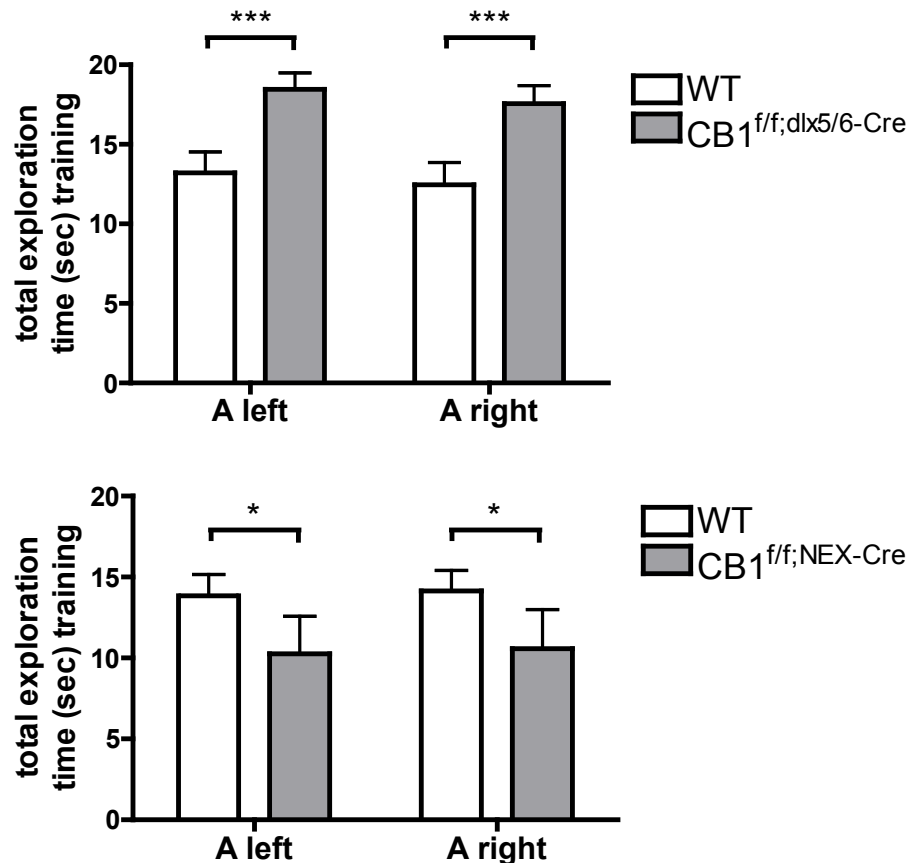 *** ***
20
15
10
5
0
total exploration
time (sec) training
A left A right
WT
CB1f/f;dlx5/6-Cre
* *
20
15
10
5
0
total exploration
time (sec) training
A left A right
WT
CB1f/f;NEX-Cre